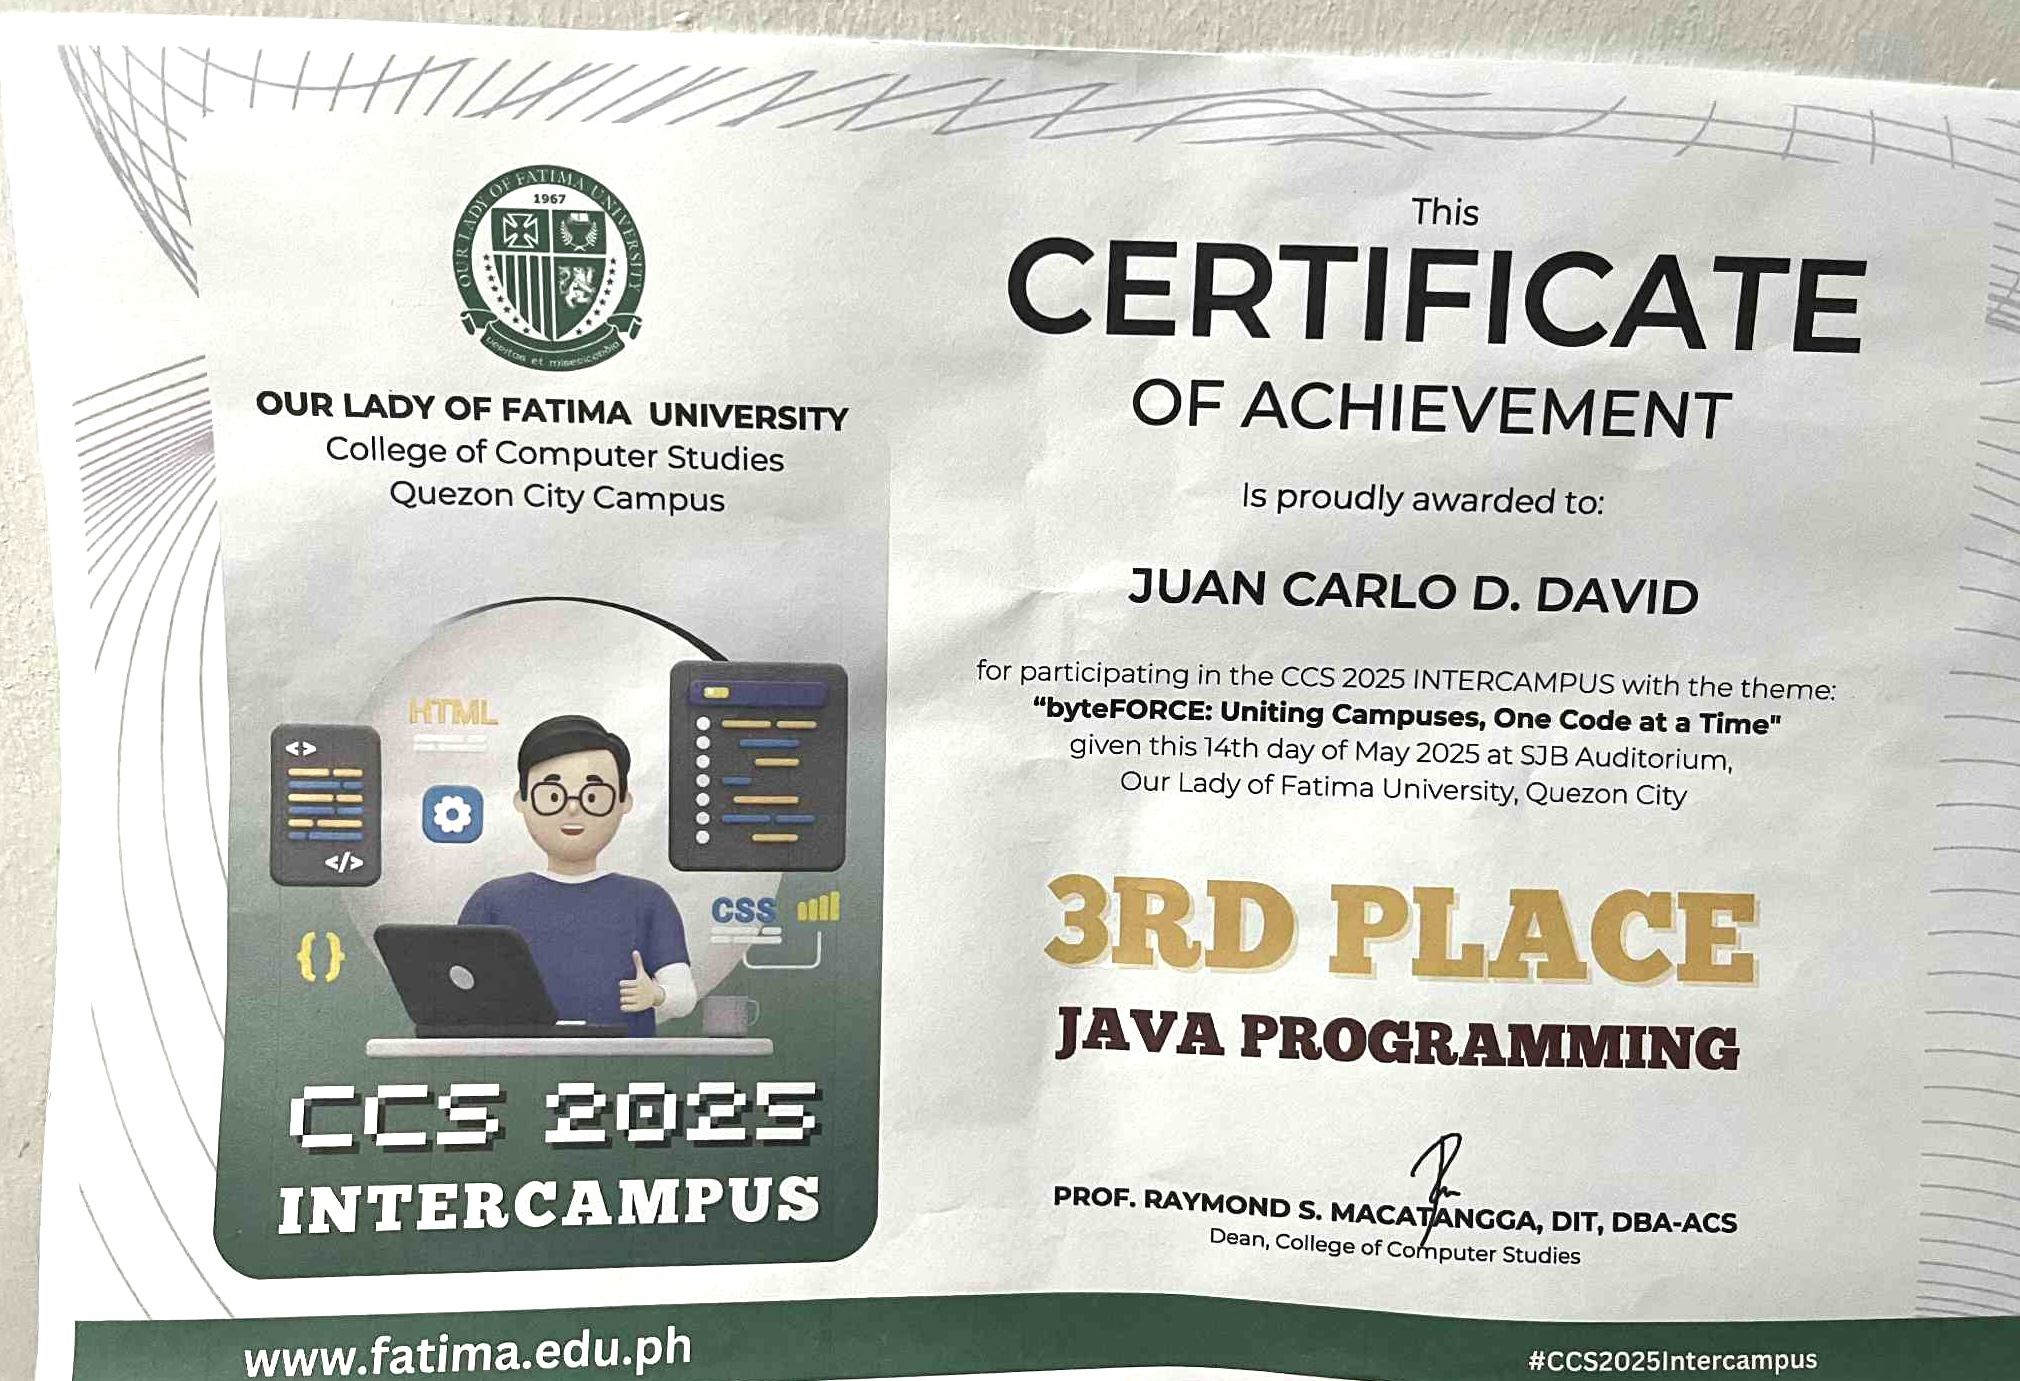 OUR LADY OF FATIMA UNIVERSITY
1967
veritas et misericordia
OUR LADY OF FATIMA UNIVERSITY
College of Computer Studies
Quezon City Campus
HTML
<>
</>
CSS
{}
CCS 2025
INTERCAMPUS
This
CERTIFICATE
OF ACHIEVEMENT
Is proudly awarded to:
JUAN CARLO D. DAVID
for participating in the CCS 2025 INTERCAMPUS with the theme:
“byteFORCE: Uniting Campuses, One Code at a Time"
given this 14th day of May 2025 at SJB Auditorium,
Our Lady of Fatima University, Quezon City
3RD PLACE
JAVA PROGRAMMING
PROF. RAYMOND S. MACATANGGA, DIT, DBA-ACS
Dean, College of Computer Studies
www.fatima.edu.ph
#CCS2025Intercampus